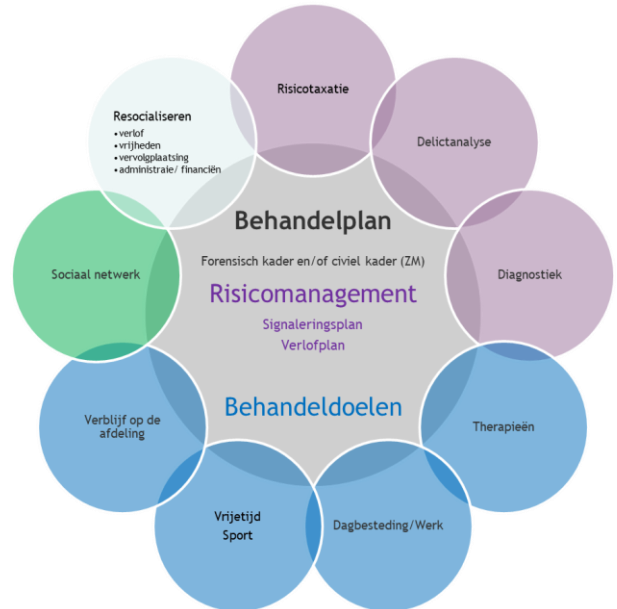 Risicotaxatie
Resocialiseren
• verlof
• vrijheden
• vervolgplaatsing
• administraie/ financiën
Delictanalyse
Behandelplan
Forensisch kader en/of civiel kader (ZM)
Risicomanagement
Signaleringsplan
Verlofplan
Behandeldoelen
Sociaal netwerk
Diagnostiek
Verblijf op de
afdeling
Therapieën
Vrijetijd
Sport
Dagbesteding/Werk